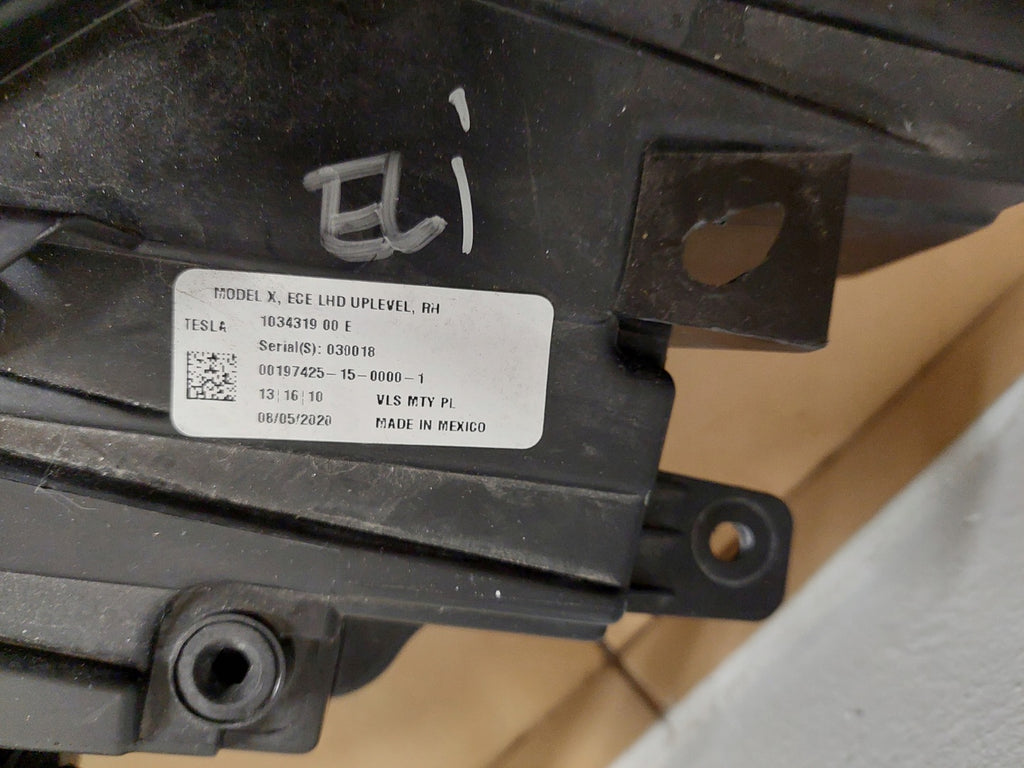 MODEL X, ECE LHD UPLEVEL, RH
TESLA 1034319 00 E
Serial(S): 030018
00197425-15-0000-1
13|16|10 VLS MTY PL
08/05/2020 MADE IN MEXICO